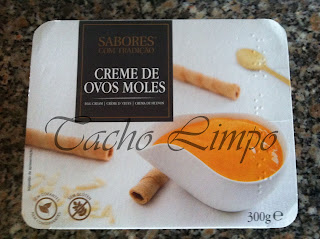 SABORES
COM TRADIÇÃO
CREME DE
OVOS MOLES
Tacho Limpo
300g e